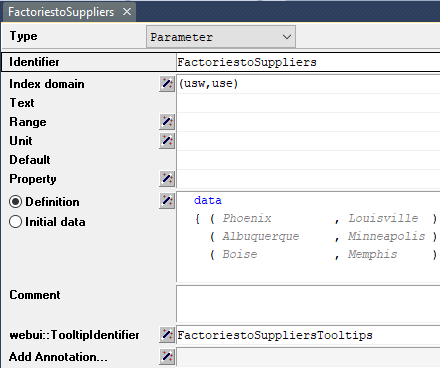 FactoriestoSuppliers ×
Type Parameter
Identifier FactoriestoSuppliers
Index domain (usw,use)
Text
Range
Unit
Default
Property
Definition data
Initial data { ( Phoenix , Louisville )
( Albuquerque , Minneapolis )
( Boise , Memphis )
Comment
webui::TooltipIdentifier FactoriestoSuppliersTooltips
Add Annotation...